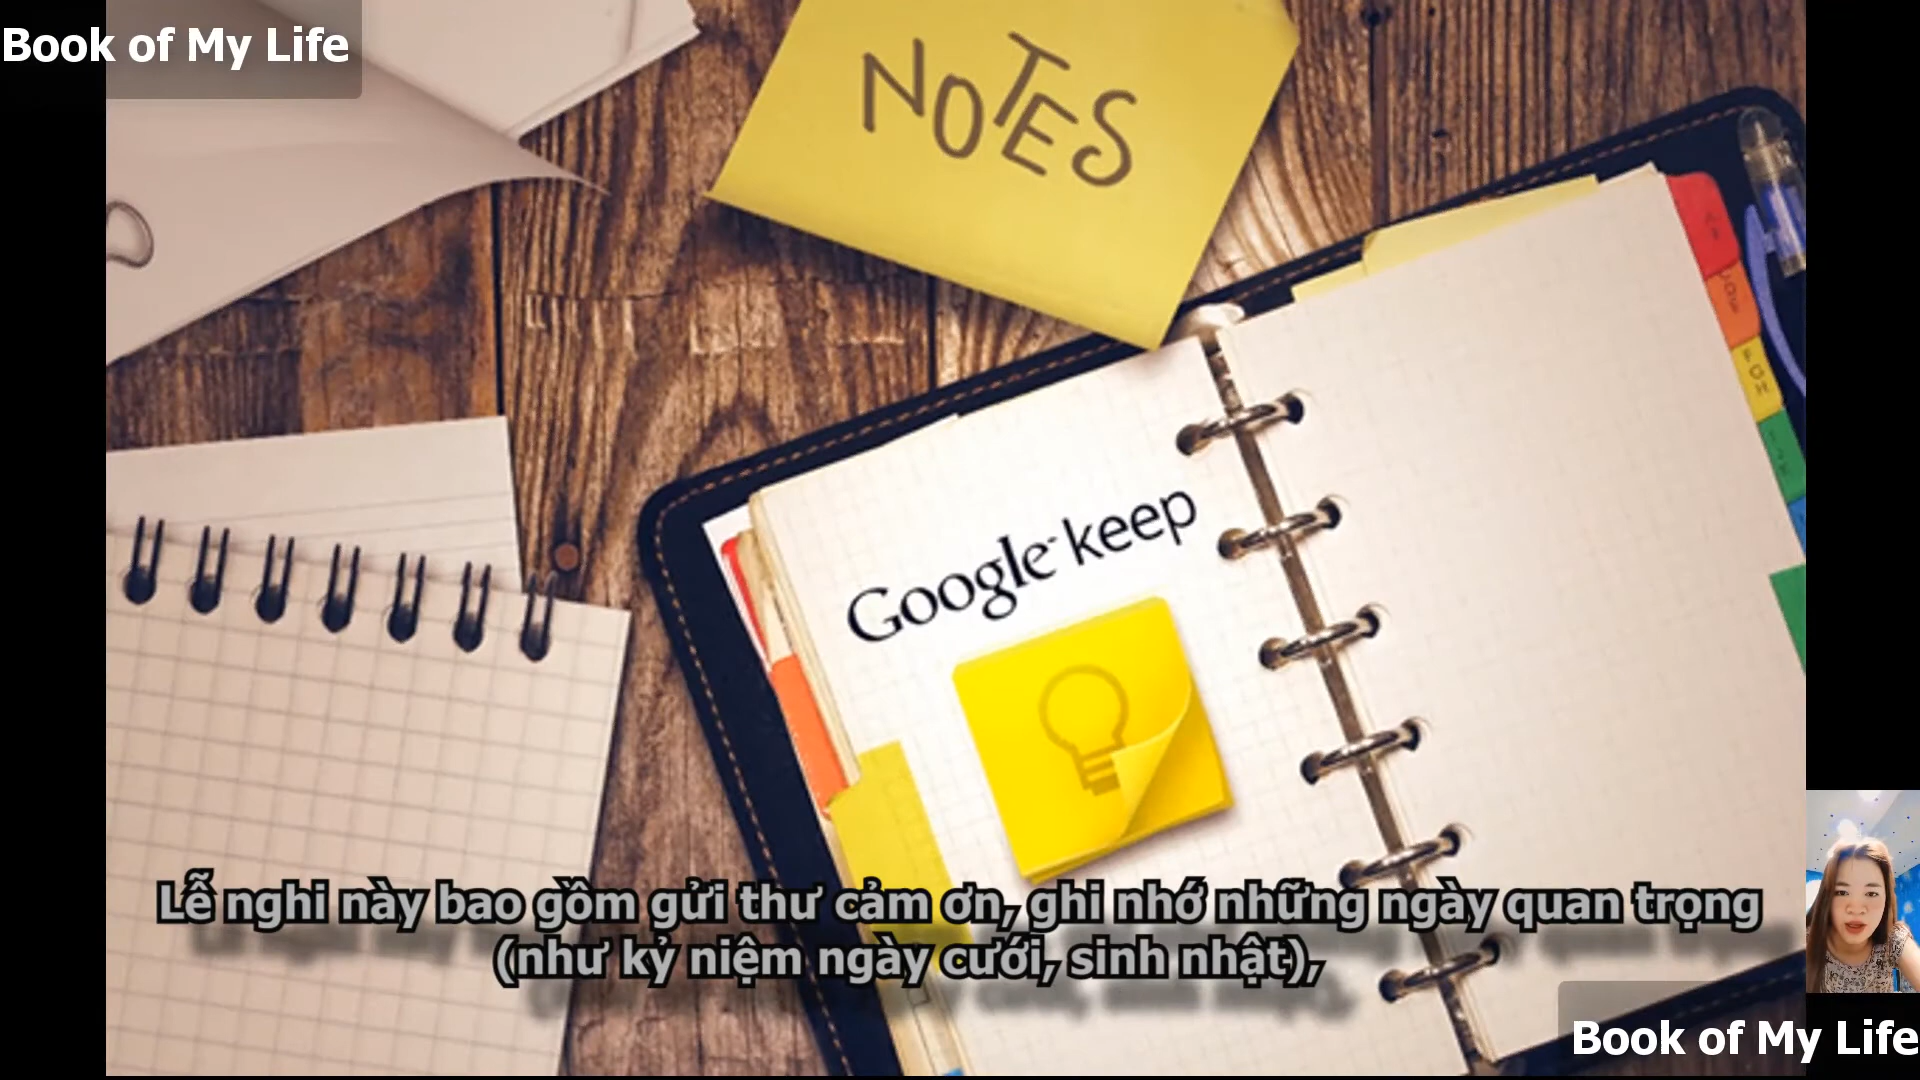 Book of My Life
NOTES
Google keep
Lễ nghi này bao gồm gửi thư cảm ơn, ghi nhớ những ngày quan trọng
(như kỷ niệm ngày cưới, sinh nhật),
Book of My Life